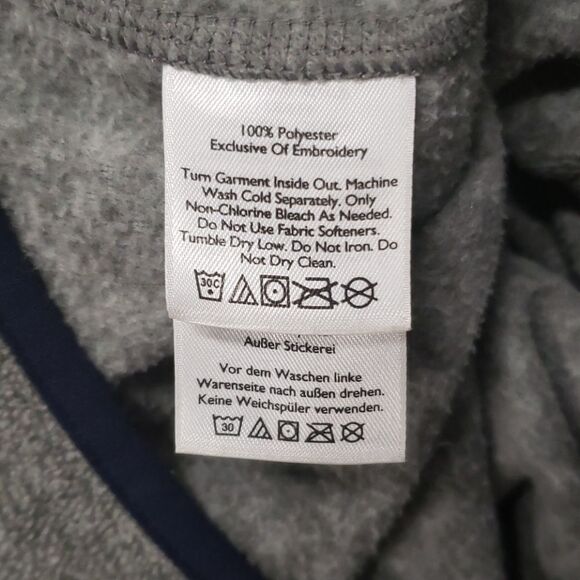 100% Polyester
Exclusive Of Embroidery
Turn Garment Inside Out. Machine
Wash Cold Separately. Only
Non-Chlorine Bleach As Needed.
Do Not Use Fabric Softeners.
Tumble Dry Low. Do Not Iron. Do
Not Dry Clean.
30C
Außer Stickerei
Vor dem Waschen linke
Warenseite nach außen drehen.
Keine Weichspüler verwenden.
30